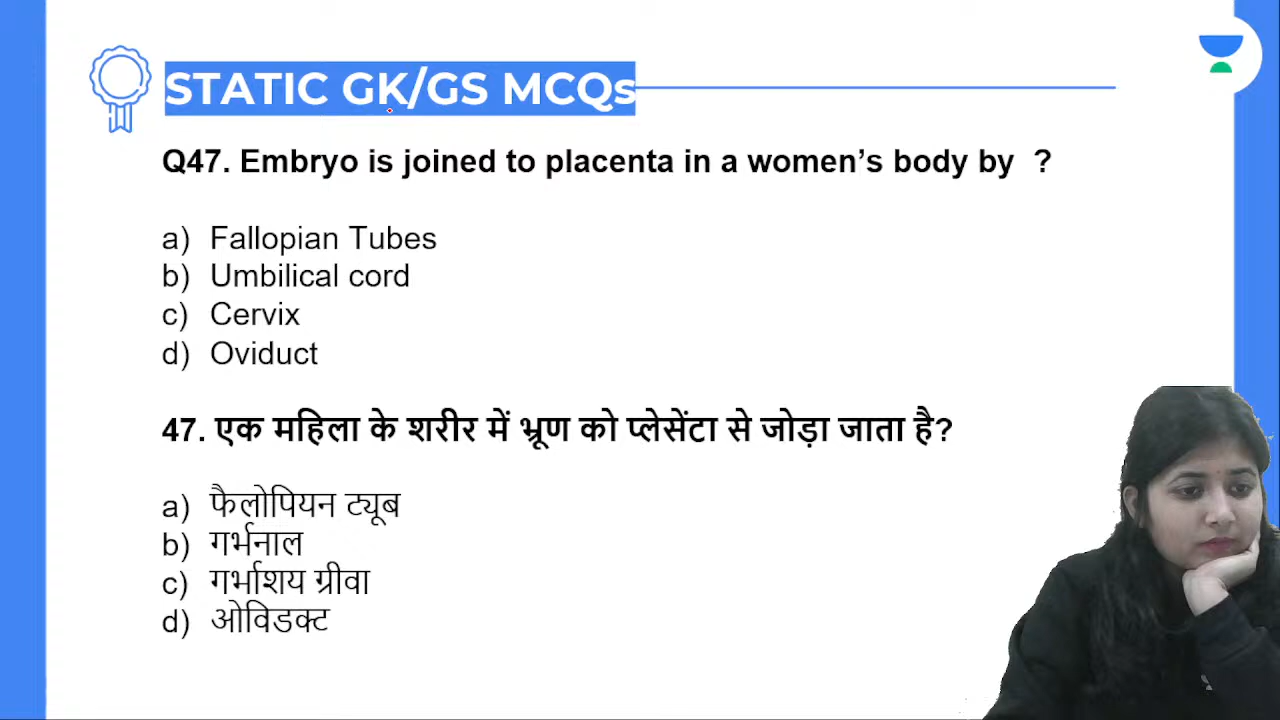 STATIC GK/GS MCQs
Q47. Embryo is joined to placenta in a women’s body by ?
a) Fallopian Tubes
b) Umbilical cord
c) Cervix
d) Oviduct
47. एक महिला के शरीर में भ्रूण को प्लेसेंटा से जोड़ा जाता है?
a) फैलोपियन ट्यूब
b) गर्भनाल
c) गर्भाशय ग्रीवा
d) ओविडक्ट